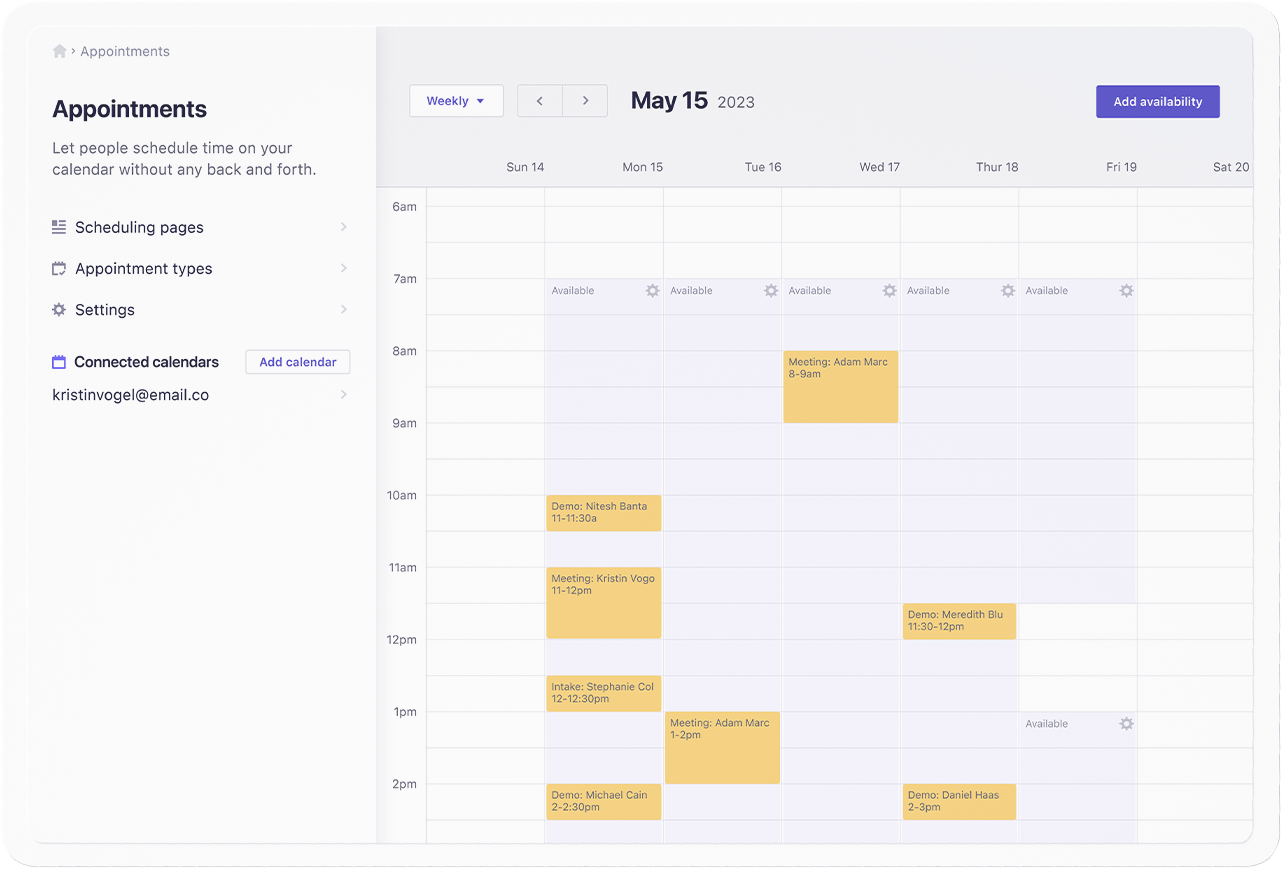 Appointments
Appointments
Let people schedule time on your
calendar without any back and forth.
Scheduling pages
Appointment types
Settings
Connected calendars
Add calendar
kristinvogel@email.co
Weekly
May 15 2023
Add availability
Sun 14 Mon 15 Tue 16 Wed 17 Thur 18 Fri 19 Sat 20
6am
7am
Available Available Available Available Available
8am
Meeting: Adam Marc
8-9am
9am
10am
Demo: Nitesh Banta
11-11:30a
11am
Meeting: Kristin Vogo
11-12pm
Demo: Meredith Blu
11:30-12pm
12pm
Intake: Stephanie Col
12-12:30pm
1pm
Meeting: Adam Marc
1-2pm
Available
2pm
Demo: Michael Cain
2-2:30pm
Demo: Daniel Haas
2-3pm